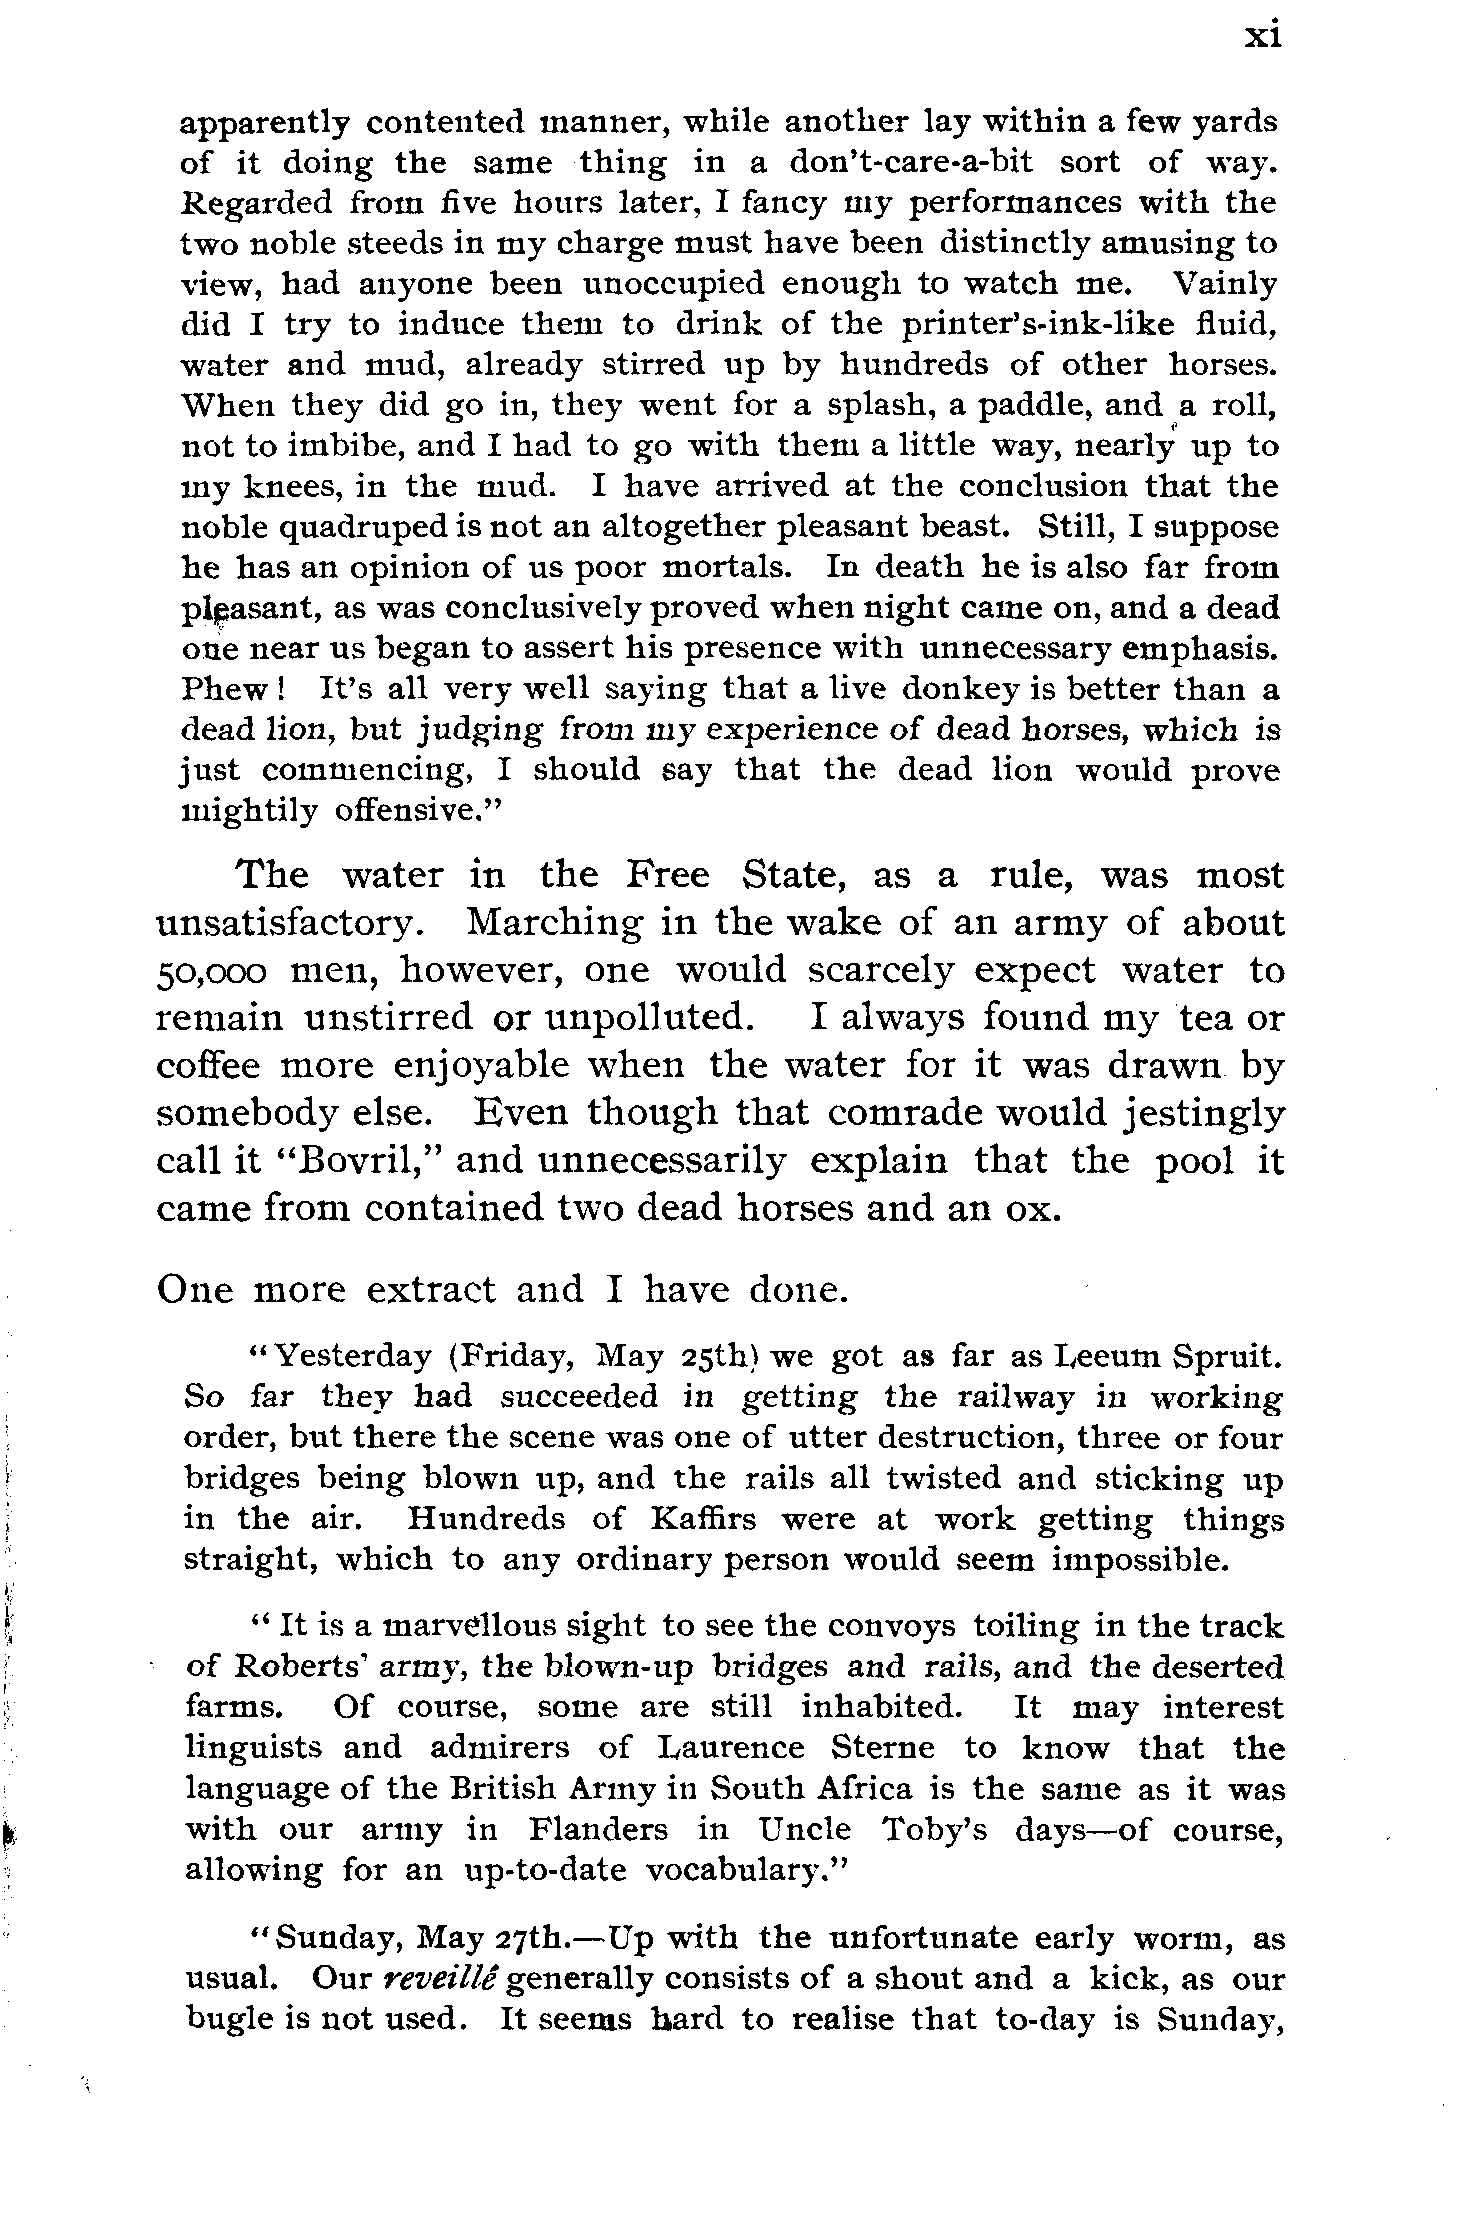 xi
apparently contented manner, while another lay within a few yards
of it doing the same thing in a don't-care-a-bit sort of way.
Regarded from five hours later, I fancy my performances with the
two noble steeds in my charge must have been distinctly amusing to
view, had anyone been unoccupied enough to watch me. Vainly
did I try to induce them to drink of the printer's-ink-like fluid,
water and mud, already stirred up by hundreds of other horses.
When they did go in, they went for a splash, a paddle, and a roll,
not to imbibe, and I had to go with them a little way, nearly up to
my knees, in the mud. I have arrived at the conclusion that the
noble quadruped is not an altogether pleasant beast. Still, I suppose
he has an opinion of us poor mortals. In death he is also far from
pleasant, as was conclusively proved when night came on, and a dead
one near us began to assert his presence with unnecessary emphasis.
Phew! It's all very well saying that a live donkey is better than a
dead lion, but judging from my experience of dead horses, which is
just commencing, I should say that the dead lion would prove
mightily offensive."
The water in the Free State, as a rule, was most
unsatisfactory. Marching in the wake of an army of about
50,000 men, however, one would scarcely expect water to
remain unstirred or unpolluted. I always found my tea or
coffee more enjoyable when the water for it was drawn by
somebody else. Even though that comrade would jestingly
call it "Bovril," and unnecessarily explain that the pool it
came from contained two dead horses and an ox.
One more extract and I have done.
"Yesterday (Friday, May 25th) we got as far as Leeum Spruit.
So far they had succeeded in getting the railway in working
order, but there the scene was one of utter destruction, three or four
bridges being blown up, and the rails all twisted and sticking up
in the air. Hundreds of Kaffirs were at work getting things
straight, which to any ordinary person would seem impossible.
"It is a marvellous sight to see the convoys toiling in the track
of Roberts' army, the blown-up bridges and rails, and the deserted
farms. Of course, some are still inhabited. It may interest
linguists and admirers of Laurence Sterne to know that the
language of the British Army in South Africa is the same as it was
with our army in Flanders in Uncle Toby's days—of course,
allowing for an up-to-date vocabulary."
"Sunday, May 27th.—Up with the unfortunate early worm, as
usual. Our reveillé generally consists of a shout and a kick, as our
bugle is not used. It seems hard to realise that to-day is Sunday,